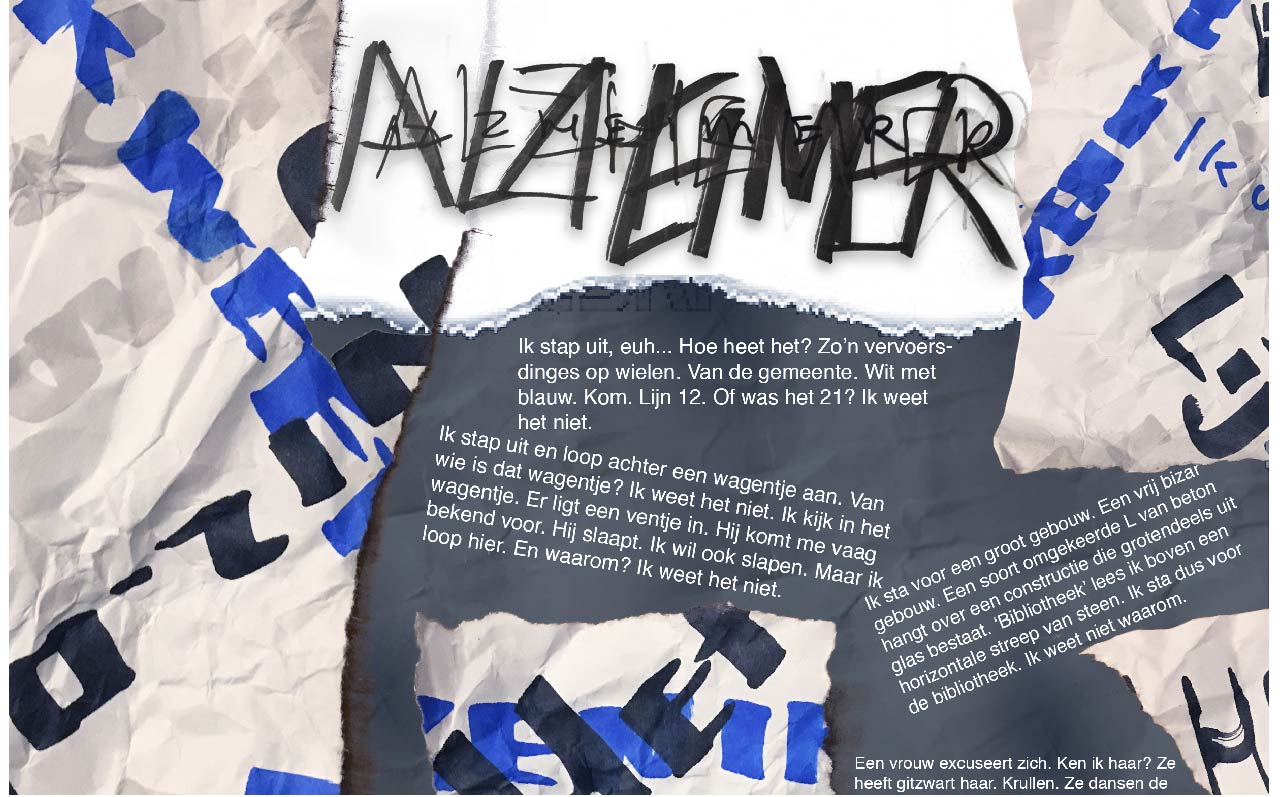 ALZHEIMER
Ik stap uit, euh... Hoe heet het? Zo’n vervoers-
dinges op wielen. Van de gemeente. Wit met
blauw. Kom. Lijn 12. Of was het 21? Ik weet
het niet.
Ik stap uit en loop achter een wagentje aan. Van
wie is dat wagentje? Ik weet het niet. Ik kijk in het
wagentje. Er ligt een ventje in. Hij komt me vaag
bekend voor. Hij slaapt. Ik wil ook slapen. Maar ik
loop hier. En waarom? Ik weet het niet.
Ik sta voor een groot gebouw. Een vrij bizar
gebouw. Een soort omgekeerde L van beton
hangt over een constructie die grotendeels uit
glas bestaat. ‘Bibliotheek’ lees ik boven een
horizontale streep van steen. Ik sta dus voor
de bibliotheek. Ik weet niet waarom.
Een vrouw excuseert zich. Ken ik haar? Ze
heeft gitzwart haar. Krullen. Ze dansen de